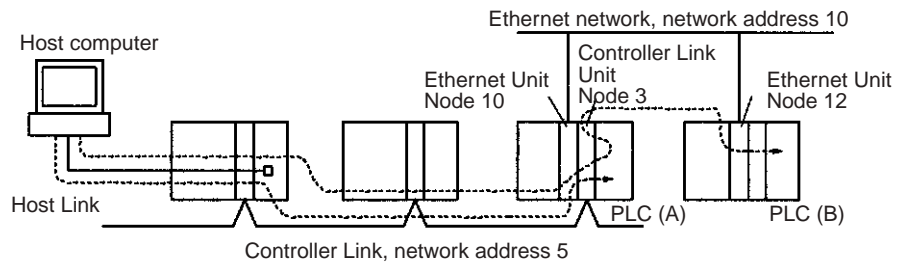 Ethernet network, network address 10
Host computer
Controller Link
Unit
Node 3
Ethernet Unit
Node 10
Ethernet Unit
Node 12
Host Link
PLC (A)
PLC (B)
Controller Link, network address 5